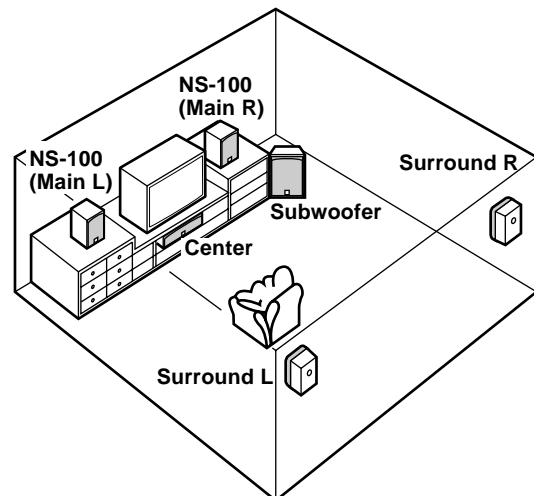 NS-100
(Main R)
NS-100
(Main L)
Surround R
Subwoofer
Center
Surround L